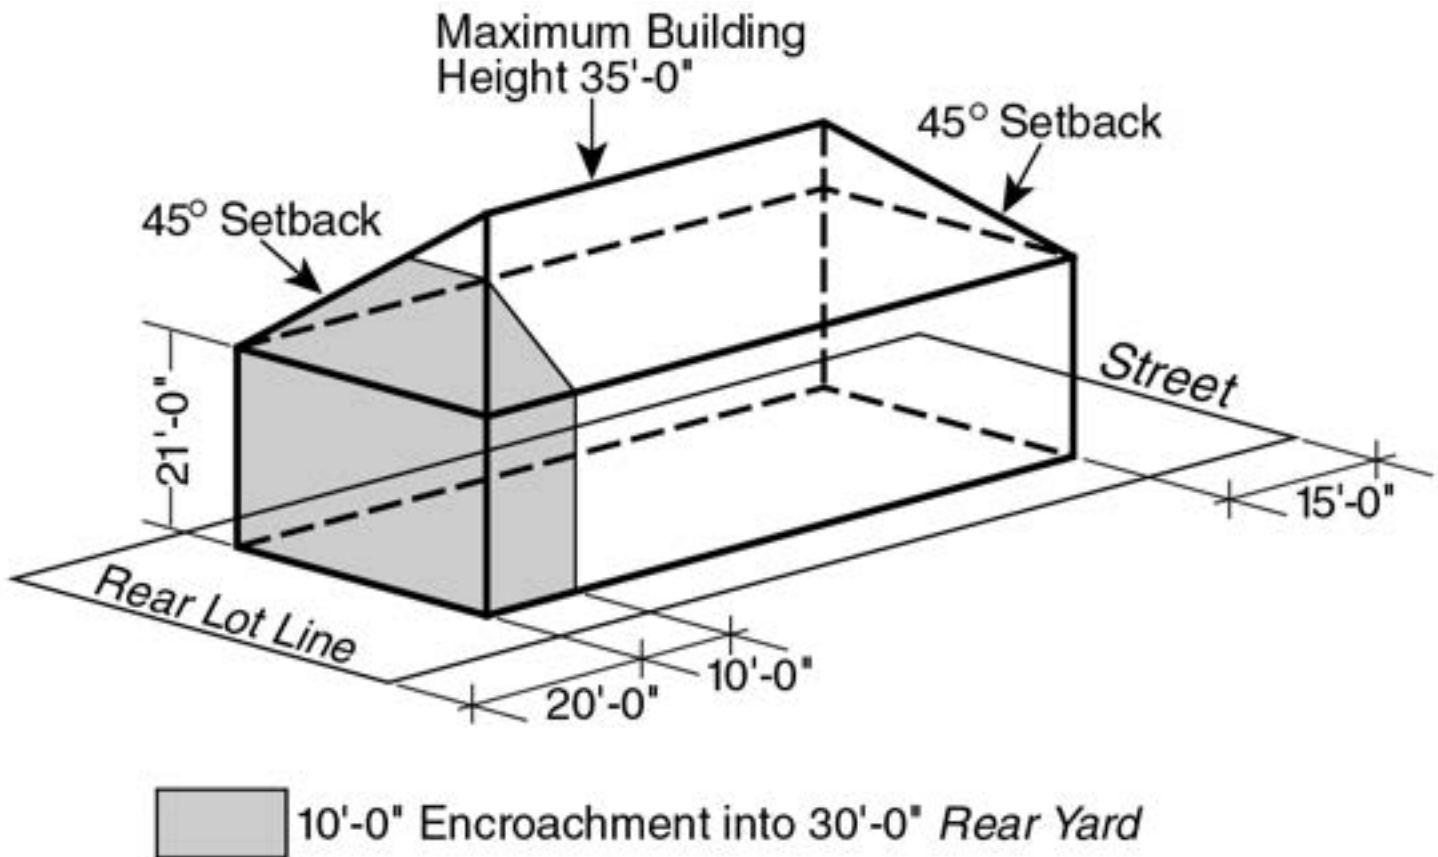 Maximum Building
Height 35'-0"
45° Setback
45° Setback
21'-0"
Street
15'-0"
Rear Lot Line
10'-0"
20'-0"
10'-0" Encroachment into 30'-0" Rear Yard